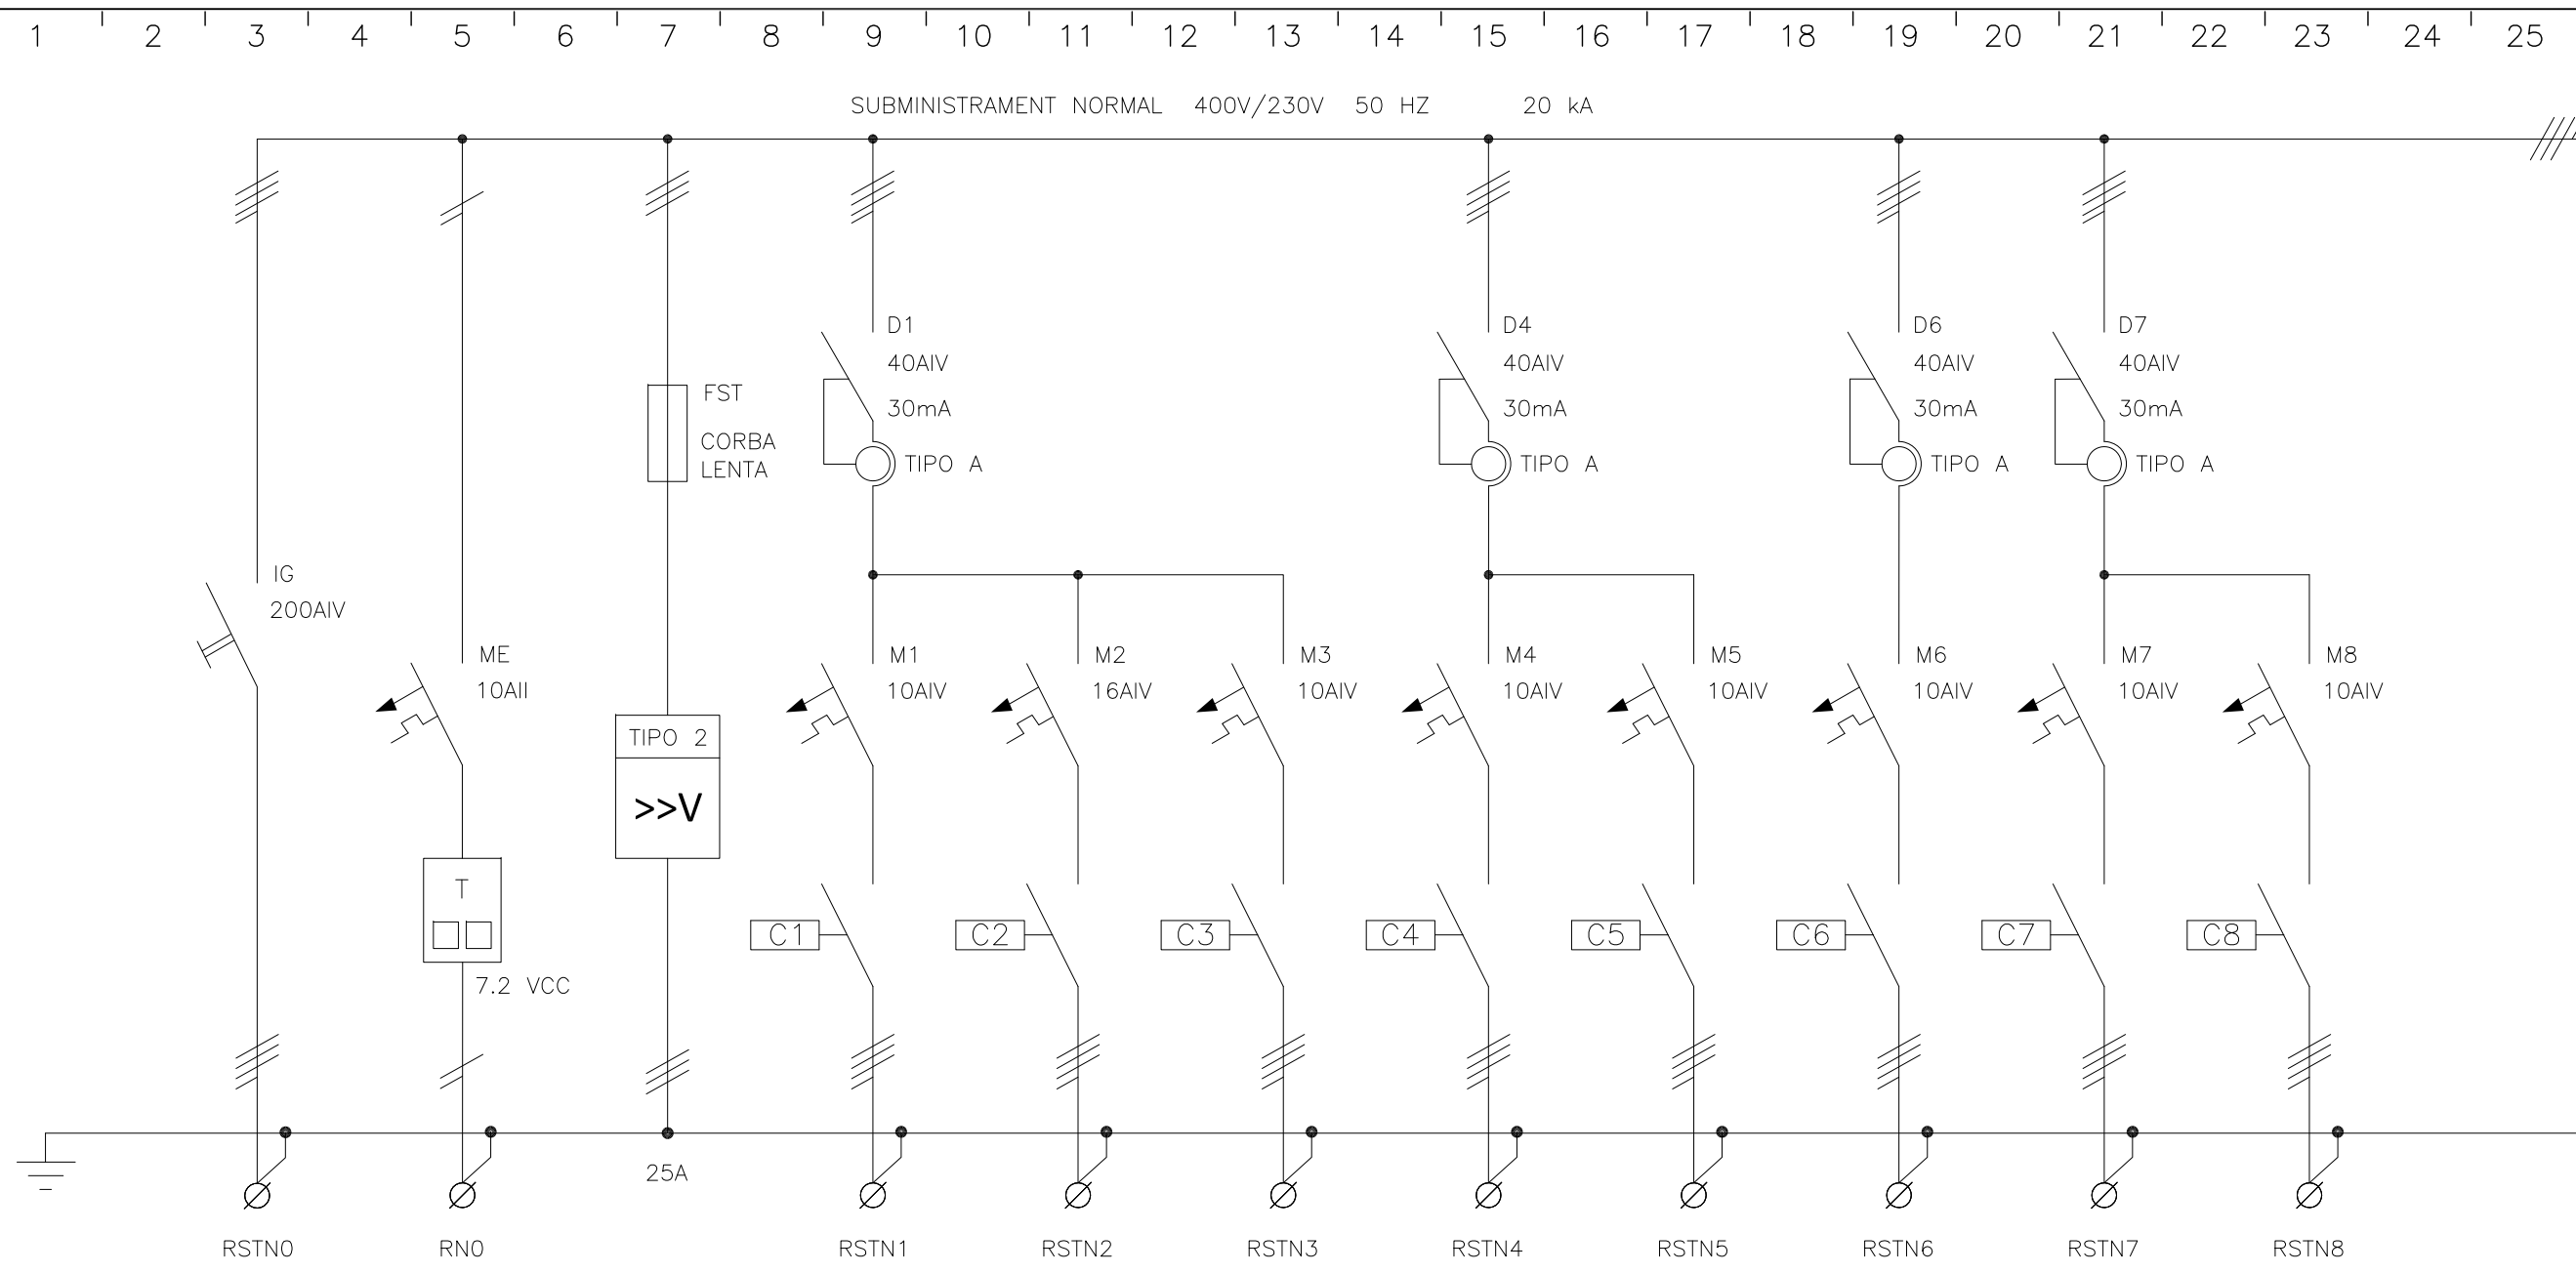 1 2 3 4 5 6 7 8 9 10 11 12 13 14 15 16 17 18 19 20 21 22 23 24 25
SUBMINISTRAMENT NORMAL 400V/230V 50 HZ 20 kA
D1 D4 D6 D7
40AIV 40AIV 40AIV 40AIV
FST
30mA 30mA 30mA 30mA
CORBA
LENTA
TIPO A TIPO A TIPO A TIPO A
IG
200AIV
ME M1 M2 M3 M4 M5 M6 M7 M8
10AII 10AIV 16AIV 10AIV 10AIV 10AIV 10AIV 10AIV 10AIV
TIPO 2
>>V
T
C1 C2 C3 C4 C5 C6 C7 C8
7.2 VCC
25A
RSTN0 RN0 RSTN1 RSTN2 RSTN3 RSTN4 RSTN5 RSTN6 RSTN7 RSTN8